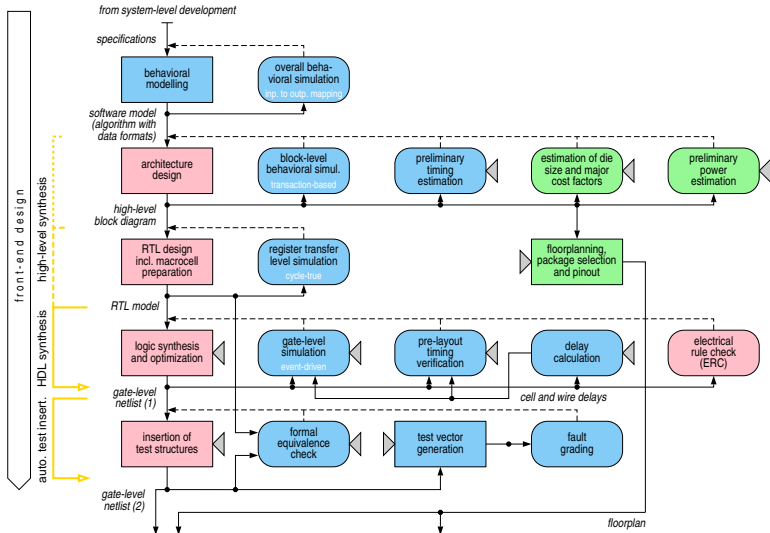 from system-level development
specifications
behavioral
modelling
overall beha-
vioral simulation
inp. to outp. mapping
software model
(algorithm with
data formats)
architecture
design
block-level
behavioral simul.
transaction-based
preliminary
timing
estimation
estimation of die
size and major
cost factors
preliminary
power
estimation
high-level
block diagram
RTL design
incl. macrocell
preparation
register transfer
level simulation
cycle-true
floorplanning,
package selection
and pinout
RTL model
logic synthesis
and optimization
gate-level
simulation
event-driven
pre-layout
timing
verification
delay
calculation
electrical
rule check
(ERC)
gate-level
netlist (1)
cell and wire delays
insertion of
test structures
formal
equivalence
check
test vector
generation
fault
grading
gate-level
netlist (2)
floorplan
front-end design
high-level synthesis
HDL synthesis
auto. test insert.